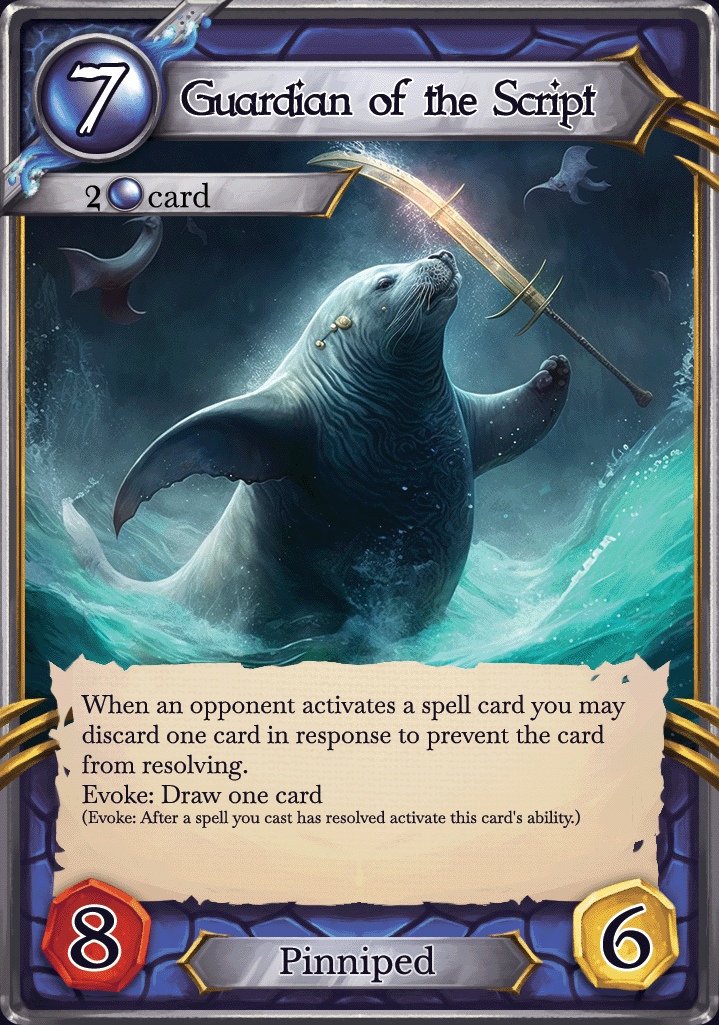 7
Guardian of the Script
2 card
When an opponent activates a spell card you may
discard one card in response to prevent the card
from resolving.
Evoke: Draw one card
(Evoke: After a spell you cast has resolved activate this card's ability.)
8
Pinniped
6